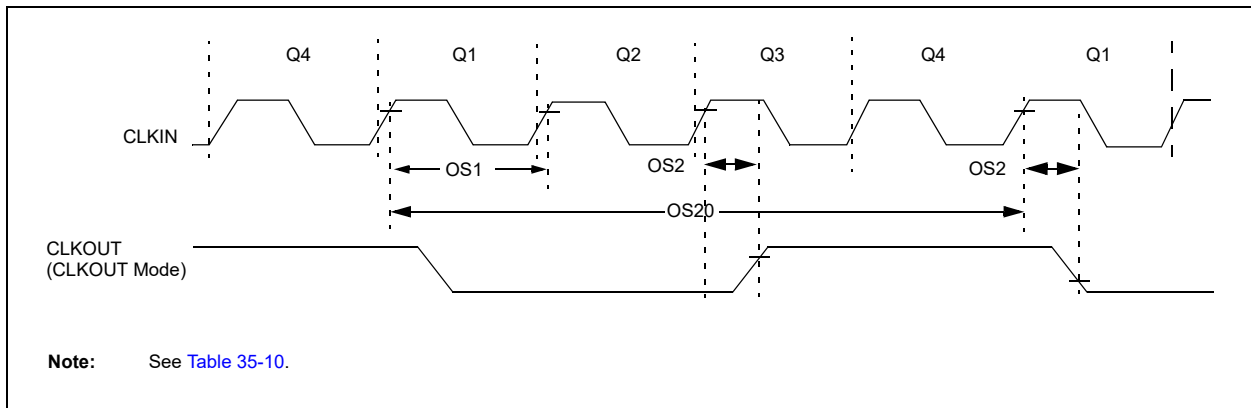 Q4 Q1 Q2 Q3 Q4 Q1
CLKIN
OS1 OS2 OS2
OS20
CLKOUT
(CLKOUT Mode)
Note: See Table 35-10.